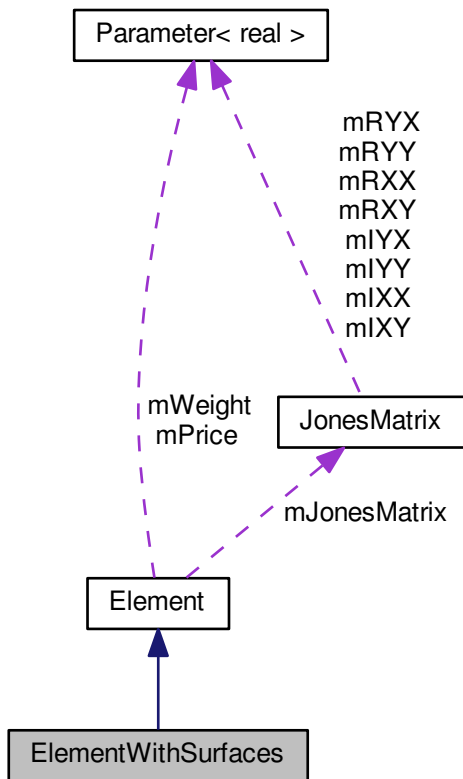 Parameter< real >
mRYX
mRYY
mRXX
mRXY
mIYX
mIYY
mIXX
mIXY
mWeight
mPrice
JonesMatrix
mJonesMatrix
Element
ElementWithSurfaces